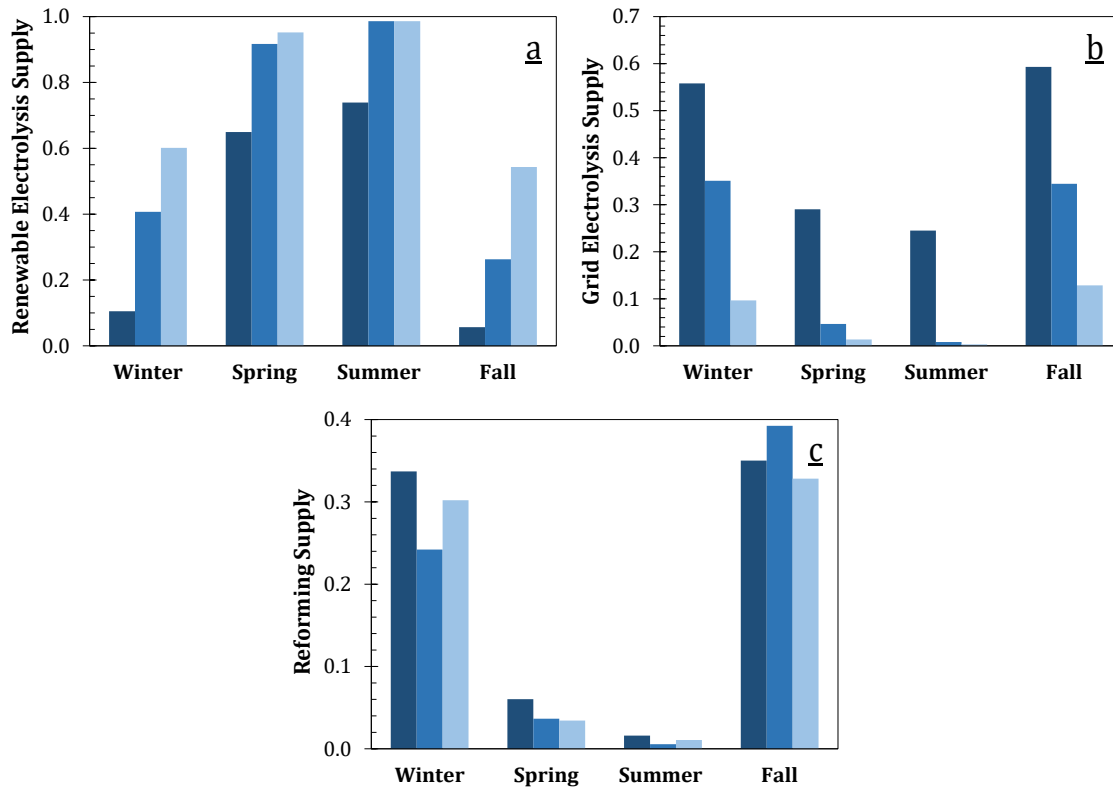 Renewable Electrolysis Supply
1.0
0.8
0.6
0.4
0.2
0.0
a
Winter Spring Summer Fall
Grid Electrolysis Supply
0.7
0.6
0.5
0.4
0.3
0.2
0.1
0.0
b
Winter Spring Summer Fall
Reforming Supply
0.4
0.3
0.2
0.1
0.0
c
Winter Spring Summer Fall